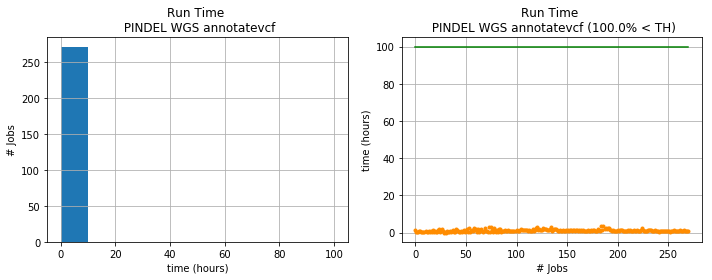 Run Time
PINDEL WGS annotatevcf
# Jobs
250
200
150
100
50
0
0 20 40 60 80 100
time (hours)
Run Time
PINDEL WGS annotatevcf (100.0% < TH)
time (hours)
100
80
60
40
20
0
0 50 100 150 200 250
# Jobs